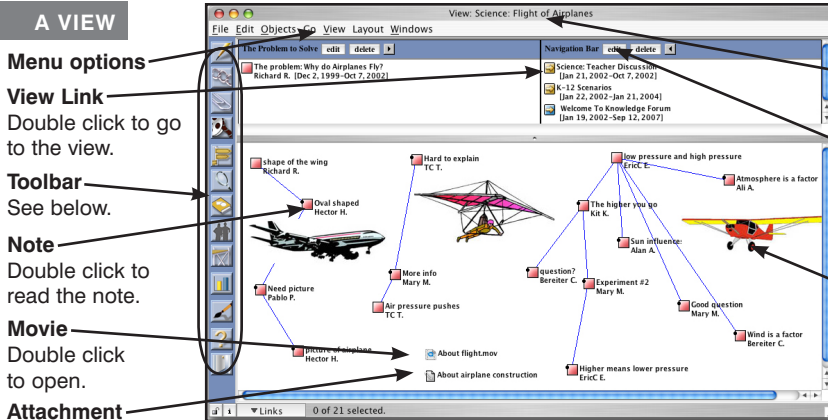 A VIEW
Menu options
View Link
Double click to go
to the view.
Toolbar
See below.
Note
Double click to
read the note.
Movie
Double click
to open.
Attachment
View: Science: Flight of Airplanes
File Edit Objects Go View Layout Windows
The Problem to Solve edit delete
Navigation Bar edit delete
The problem: Why do Airplanes Fly?
Richard R. [Dec 2, 1999-Oct 7, 2002]
Science: Teacher Discussion
[Jan 21, 2002-Oct 7, 2002]
K-12 Scenarios
[Jan 22, 2002-Jan 21, 2004]
Welcome To Knowledge Forum
[Jan 19, 2002-Sep 12, 2007]
shape of the wing
Richard R.
Hard to explain
TC T.
low pressure and high pressure
EricC E.
Atmosphere is a factor
Ali A.
Oval shaped
Hector H.
The higher you go
Kit K.
Sun influence:
Alan A.
Need picture
Pablo P.
More info
Mary M.
question?
Bereiter C.
Experiment #2
Mary M.
Air pressure pushes
TC T.
Good question
Mary M.
Wind is a factor
Bereiter C.
picture of airplane
Hector H.
About flight.mov
About airplane construction
Higher means lower pressure
EricC E.
Links
0 of 21 selected.